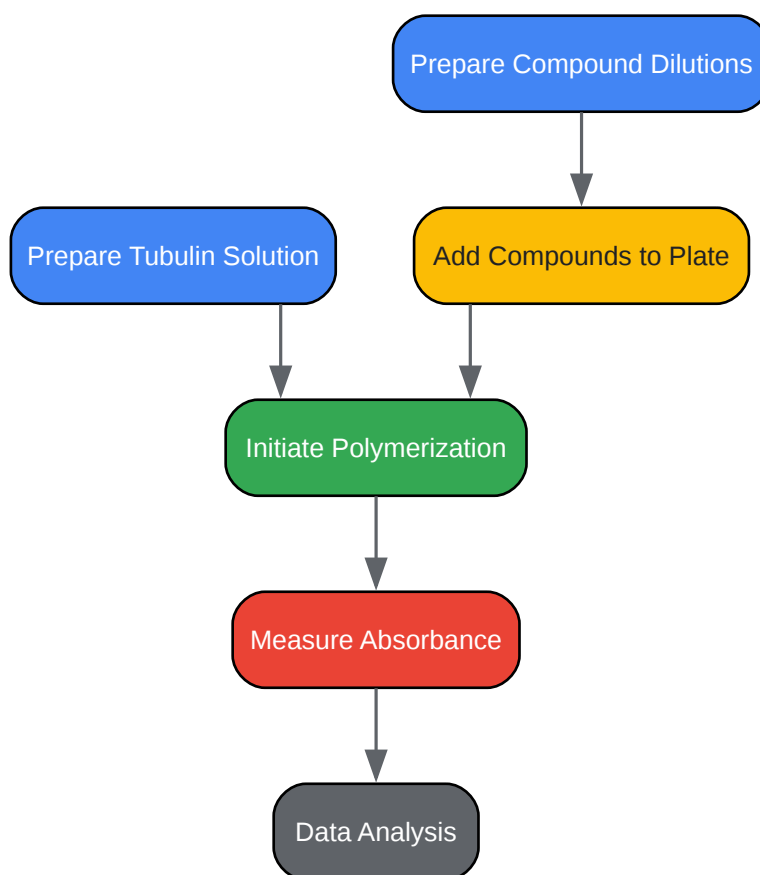 Prepare Compound Dilutions
Prepare Tubulin Solution
Add Compounds to Plate
Initiate Polymerization
Measure Absorbance
Data Analysis